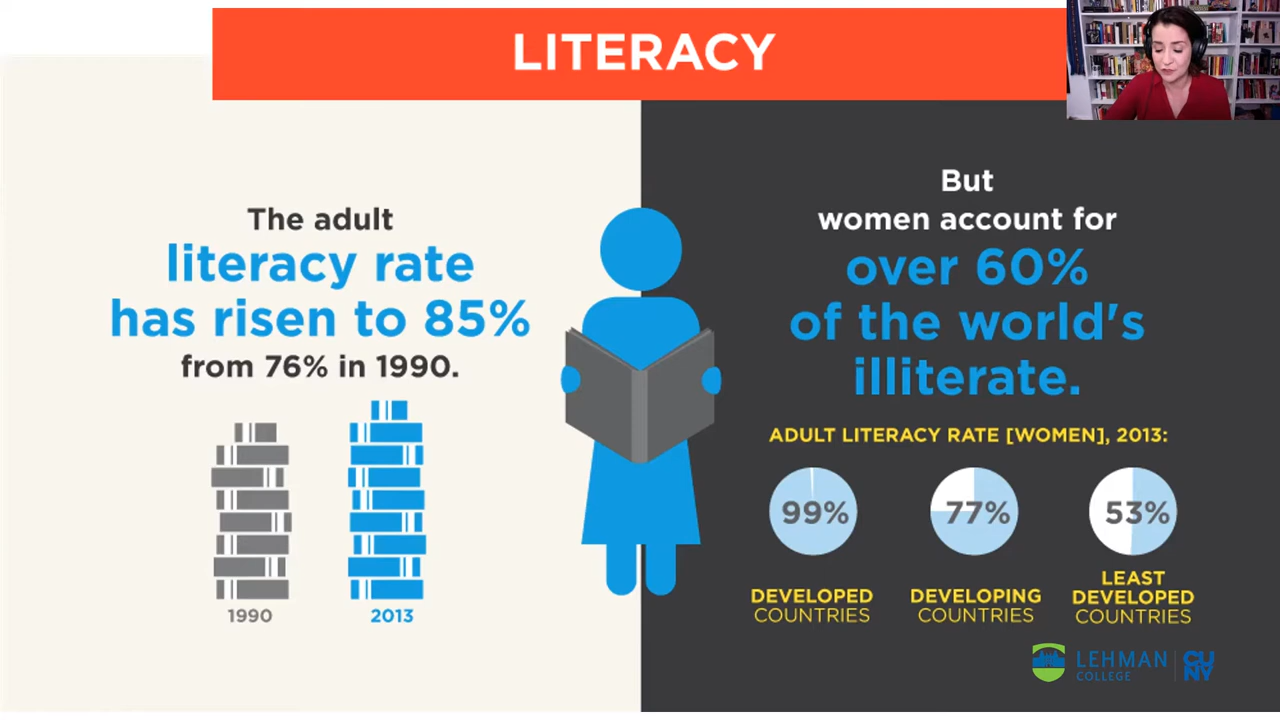 LITERACY
The adult
literacy rate
has risen to 85%
from 76% in 1990.
1990
2013
But
women account for
over 60%
of the world's
illiterate.
ADULT LITERACY RATE [WOMEN], 2013:
99%
77%
53%
DEVELOPED
COUNTRIES
DEVELOPING
COUNTRIES
LEAST
DEVELOPED
COUNTRIES
LEHMAN
COLLEGE
CU
NY